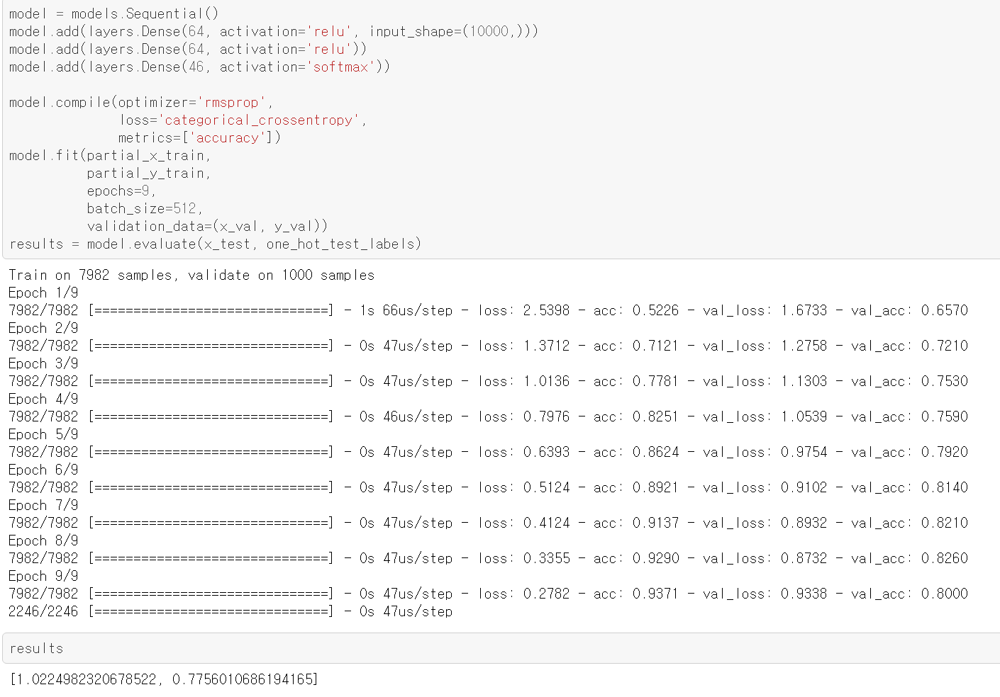 model = models.Sequential()
model.add(layers.Dense(64, activation='relu', input_shape=(10000,)))
model.add(layers.Dense(64, activation='relu'))
model.add(layers.Dense(46, activation='softmax'))
model.compile(optimizer='rmsprop',
loss='categorical_crossentropy',
metrics=['accuracy'])
model.fit(partial_x_train,
partial_y_train,
epochs=9,
batch_size=512,
validation_data=(x_val, y_val))
results = model.evaluate(x_test, one_hot_test_labels)
Train on 7982 samples, validate on 1000 samples
Epoch 1/9
7982/7982 [==============================] - 1s 66us/step - loss: 2.5398 - acc: 0.5226 - val_loss: 1.6733 - val_acc: 0.6570
Epoch 2/9
7982/7982 [==============================] - 0s 47us/step - loss: 1.3712 - acc: 0.7121 - val_loss: 1.2758 - val_acc: 0.7210
Epoch 3/9
7982/7982 [==============================] - 0s 47us/step - loss: 1.0136 - acc: 0.7781 - val_loss: 1.1303 - val_acc: 0.7530
Epoch 4/9
7982/7982 [==============================] - 0s 46us/step - loss: 0.7976 - acc: 0.8251 - val_loss: 1.0539 - val_acc: 0.7590
Epoch 5/9
7982/7982 [==============================] - 0s 47us/step - loss: 0.6393 - acc: 0.8624 - val_loss: 0.9754 - val_acc: 0.7920
Epoch 6/9
7982/7982 [==============================] - 0s 47us/step - loss: 0.5124 - acc: 0.8921 - val_loss: 0.9102 - val_acc: 0.8140
Epoch 7/9
7982/7982 [==============================] - 0s 47us/step - loss: 0.4124 - acc: 0.9137 - val_loss: 0.8932 - val_acc: 0.8210
Epoch 8/9
7982/7982 [==============================] - 0s 47us/step - loss: 0.3355 - acc: 0.9290 - val_loss: 0.8732 - val_acc: 0.8260
Epoch 9/9
7982/7982 [==============================] - 0s 47us/step - loss: 0.2782 - acc: 0.9371 - val_loss: 0.9338 - val_acc: 0.8000
2246/2246 [==============================] - 0s 47us/step
results
[1.0224982320678522, 0.7756010686194165]